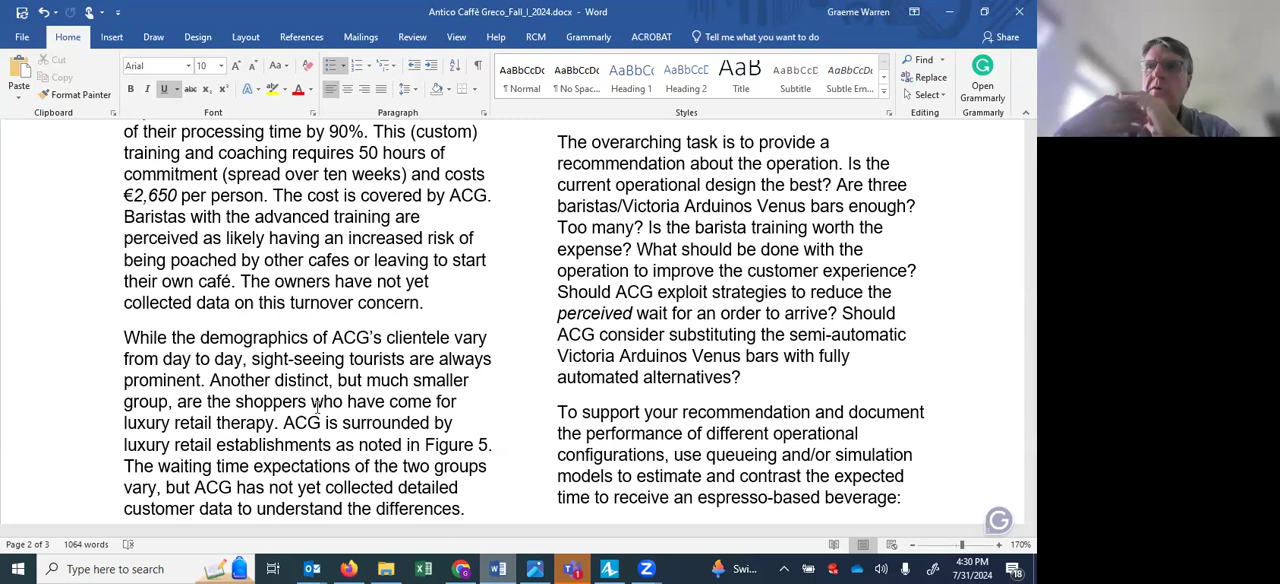 Antico Caffè Greco_Fall_I_2024.docx - Word
Graeme Warren
File Home Insert Draw Design Layout References Mailings Review View Help RCM Grammarly ACROBAT Tell me what you want to do Share
Paste
Cut
Copy
Format Painter
Clipboard
Arial 10
Font
Paragraph
AaBbCcDc AaBbCcDc AaBbCc AaBbCcD AaB AaBbCcD AaBbCcDc
¶ Normal ¶ No Spac... Heading 1 Heading 2 Title Subtitle Subtle Em...
Styles
Find
Replace
Select
Editing
Open
Grammarly
Grammarly
of their processing time by 90%. This (custom)
training and coaching requires 50 hours of
commitment (spread over ten weeks) and costs
€2,650 per person. The cost is covered by ACG.
Baristas with the advanced training are
perceived as likely having an increased risk of
being poached by other cafes or leaving to start
their own café. The owners have not yet
collected data on this turnover concern.
While the demographics of ACG's clientele vary
from day to day, sight-seeing tourists are always
prominent. Another distinct, but much smaller
group, are the shoppers who have come for
luxury retail therapy. ACG is surrounded by
luxury retail establishments as noted in Figure 5.
The waiting time expectations of the two groups
vary, but ACG has not yet collected detailed
customer data to understand the differences.
The overarching task is to provide a
recommendation about the operation. Is the
current operational design the best? Are three
baristas/Victoria Arduinos Venus bars enough?
Too many? Is the barista training worth the
expense? What should be done with the
operation to improve the customer experience?
Should ACG exploit strategies to reduce the
perceived wait for an order to arrive? Should
ACG consider substituting the semi-automatic
Victoria Arduinos Venus bars with fully
automated alternatives?
To support your recommendation and document
the performance of different operational
configurations, use queueing and/or simulation
models to estimate and contrast the expected
time to receive an espresso-based beverage:
Page 2 of 3 1064 words
170%
Type here to search
Swi...
4:30 PM
7/31/2024
18